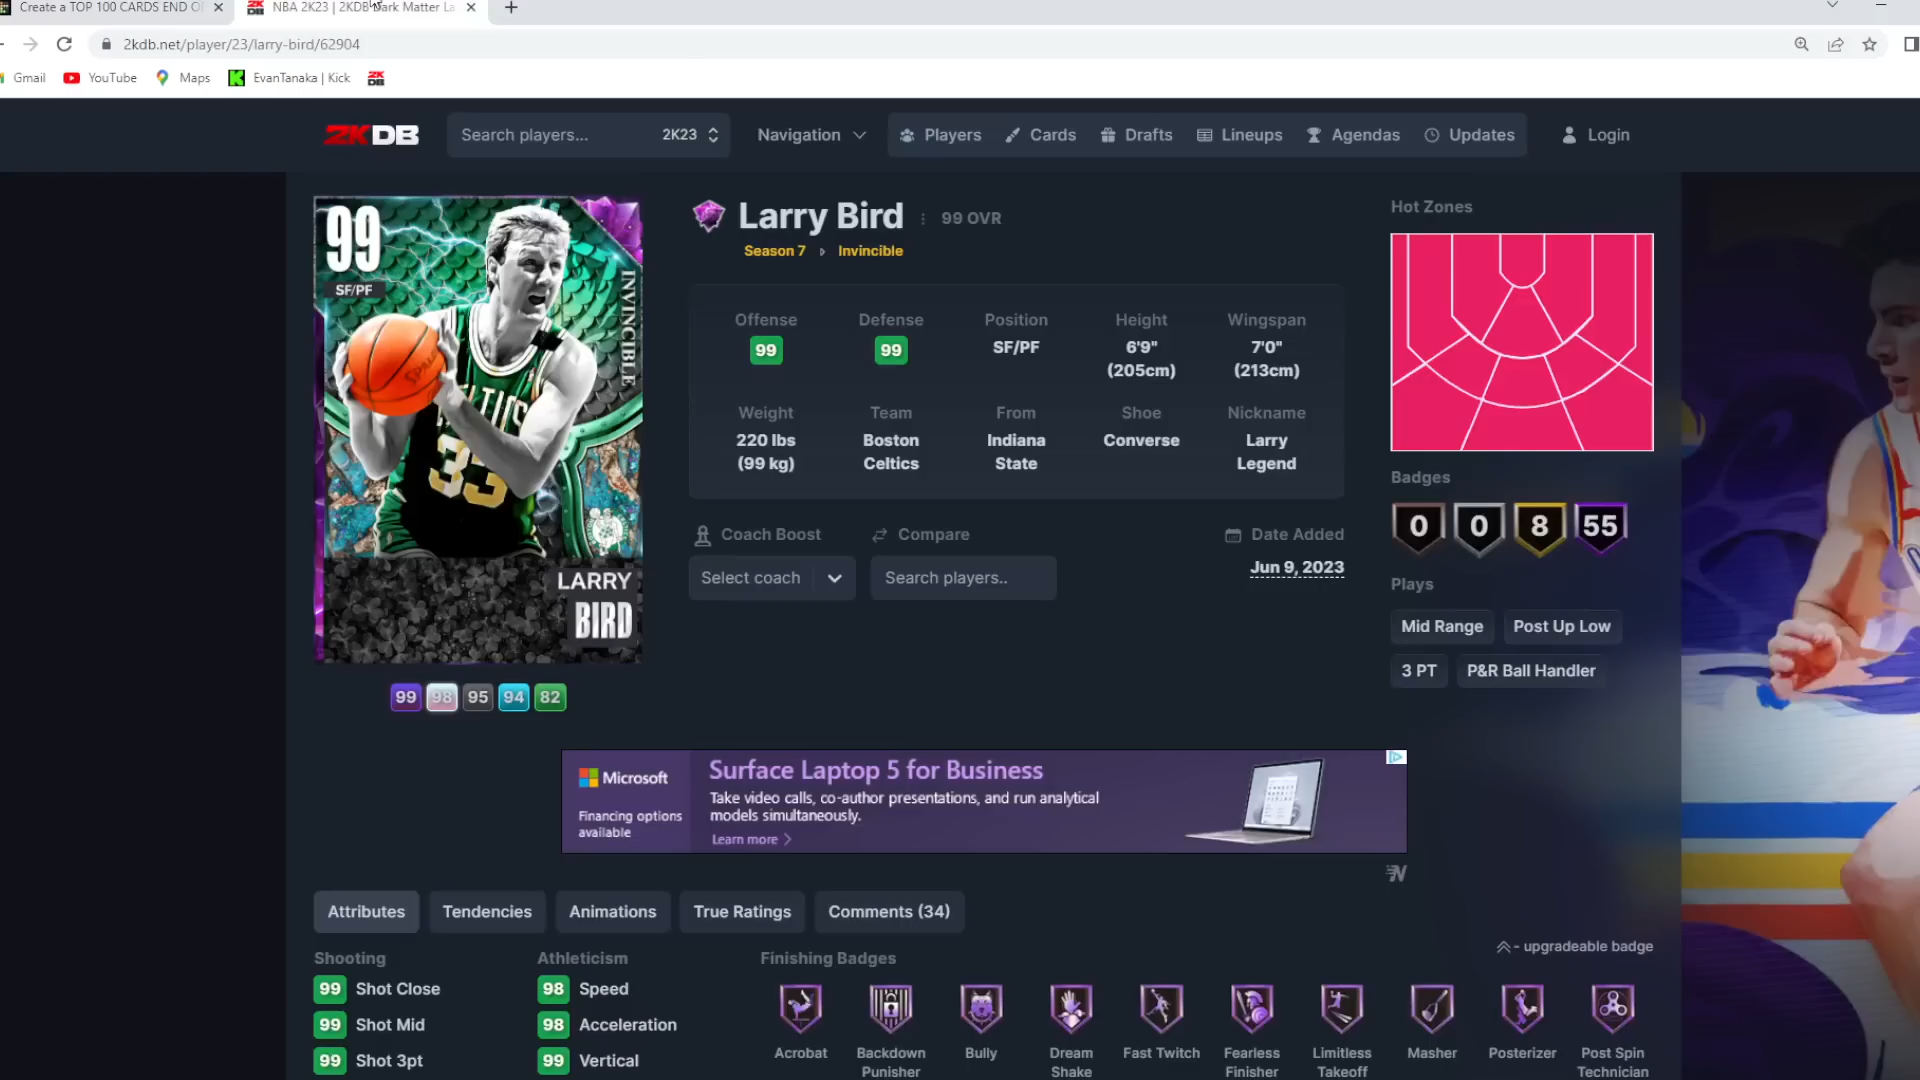 Create a TOP 100 CARDS END O
NBA 2K23 | 2KDB Dark Matter La
2kdb.net/player/23/larry-bird/62904
Gmail
YouTube
Maps
EvanTanaka | Kick
2KDB
Search players...
2K23
Navigation
Players
Cards
Drafts
Lineups
Agendas
Updates
Login
99
SF/PF
INVINCIBLE
SPALDING
CELTICS
33
LARRY
BIRD
99 98 95 94 82
Larry Bird
99 OVR
Season 7
Invincible
Offense
99
Defense
99
Position
SF/PF
Height
6'9"
(205cm)
Wingspan
7'0"
(213cm)
Weight
220 lbs
(99 kg)
Team
Boston
Celtics
From
Indiana
State
Shoe
Converse
Nickname
Larry
Legend
Coach Boost
Select coach
Compare
Search players..
Date Added
Jun 9, 2023
Hot Zones
Badges
0 0 8 55
Plays
Mid Range
Post Up Low
3 PT
P&R Ball Handler
Microsoft
Financing options
available
Surface Laptop 5 for Business
Take video calls, co-author presentations, and run analytical
models simultaneously.
Learn more
Attributes
Tendencies
Animations
True Ratings
Comments (34)
- upgradeable badge
Shooting
99 Shot Close
99 Shot Mid
99 Shot 3pt
Athleticism
98 Speed
98 Acceleration
99 Vertical
Finishing Badges
Acrobat
Backdown
Punisher
Bully
Dream
Shake
Fast Twitch
Fearless
Finisher
Limitless
Takeoff
Masher
Posterizer
Post Spin
Technician